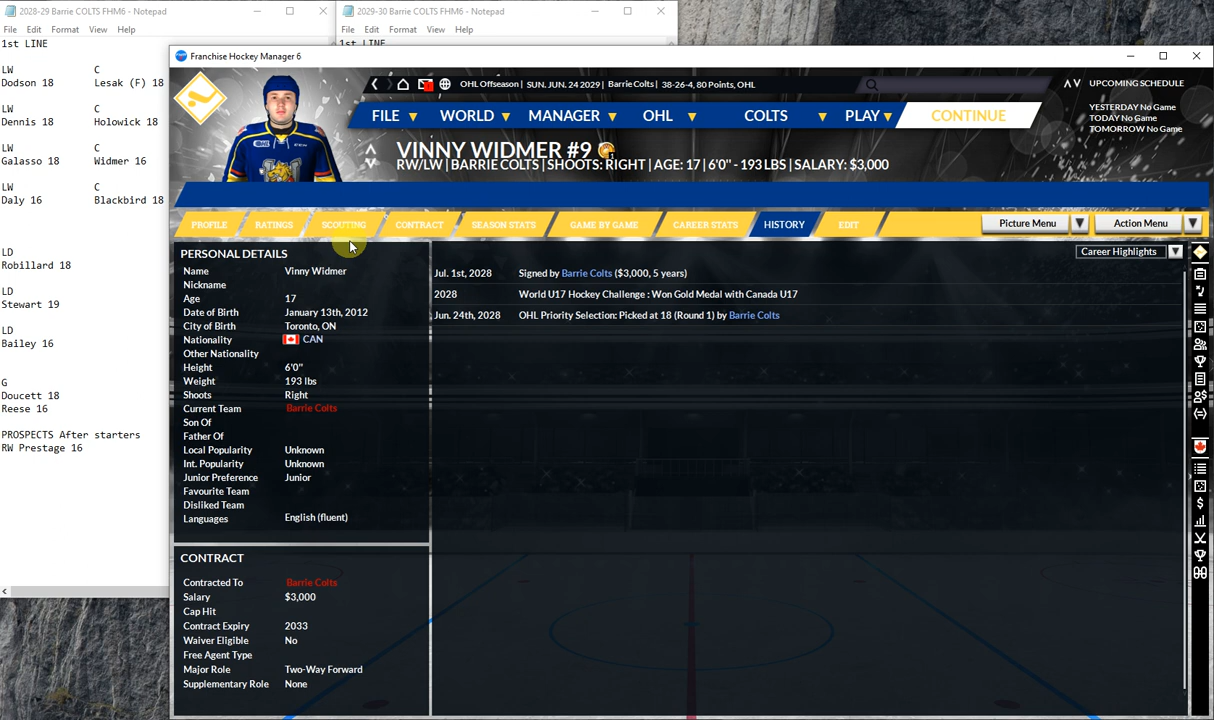 2028-29 Barrie COLTS FHM6 - Notepad
File Edit Format View Help
1st LINE
LW C
Dodson 18 Lesak (F) 18
LW C
Dennis 18 Holowick 18
LW C
Galasso 18 Widmer 16
LW C
Daly 16 Blackbird 18
LD
Robillard 18
LD
Stewart 19
LD
Bailey 16
G
Doucett 18
Reese 16
PROSPECTS After starters
RW Prestage 16
2029-30 Barrie COLTS FHM6 - Notepad
File Edit Format View Help
1st LINE
Franchise Hockey Manager 6
OHL Offseason | SUN. JUN. 24 2029 | Barrie Colts | 38-26-4, 80 Points, OHL
UPCOMING SCHEDULE
YESTERDAY No Game
TODAY No Game
TOMORROW No Game
FILE WORLD MANAGER OHL COLTS PLAY CONTINUE
VINNY WIDMER #9
RW/LW | BARRIE COLTS | SHOOTS: RIGHT | AGE: 17 | 6'0" - 193 LBS | SALARY: $3,000
PROFILE RATINGS SCOUTING CONTRACT SEASON STATS GAME BY GAME CAREER STATS HISTORY EDIT Picture Menu Action Menu
PERSONAL DETAILS
Name Vinny Widmer
Nickname
Age 17
Date of Birth January 13th, 2012
City of Birth Toronto, ON
Nationality CAN
Other Nationality
Height 6'0"
Weight 193 lbs
Shoots Right
Current Team Barrie Colts
Son Of
Father Of
Local Popularity Unknown
Int. Popularity Unknown
Junior Preference Junior
Favourite Team
Disliked Team
Languages English (fluent)
CONTRACT
Contracted To Barrie Colts
Salary $3,000
Cap Hit
Contract Expiry 2033
Waiver Eligible No
Free Agent Type
Major Role Two-Way Forward
Supplementary Role None
Career Highlights
Jul. 1st, 2028 Signed by Barrie Colts ($3,000, 5 years)
2028 World U17 Hockey Challenge : Won Gold Medal with Canada U17
Jun. 24th, 2028 OHL Priority Selection: Picked at 18 (Round 1) by Barrie Colts